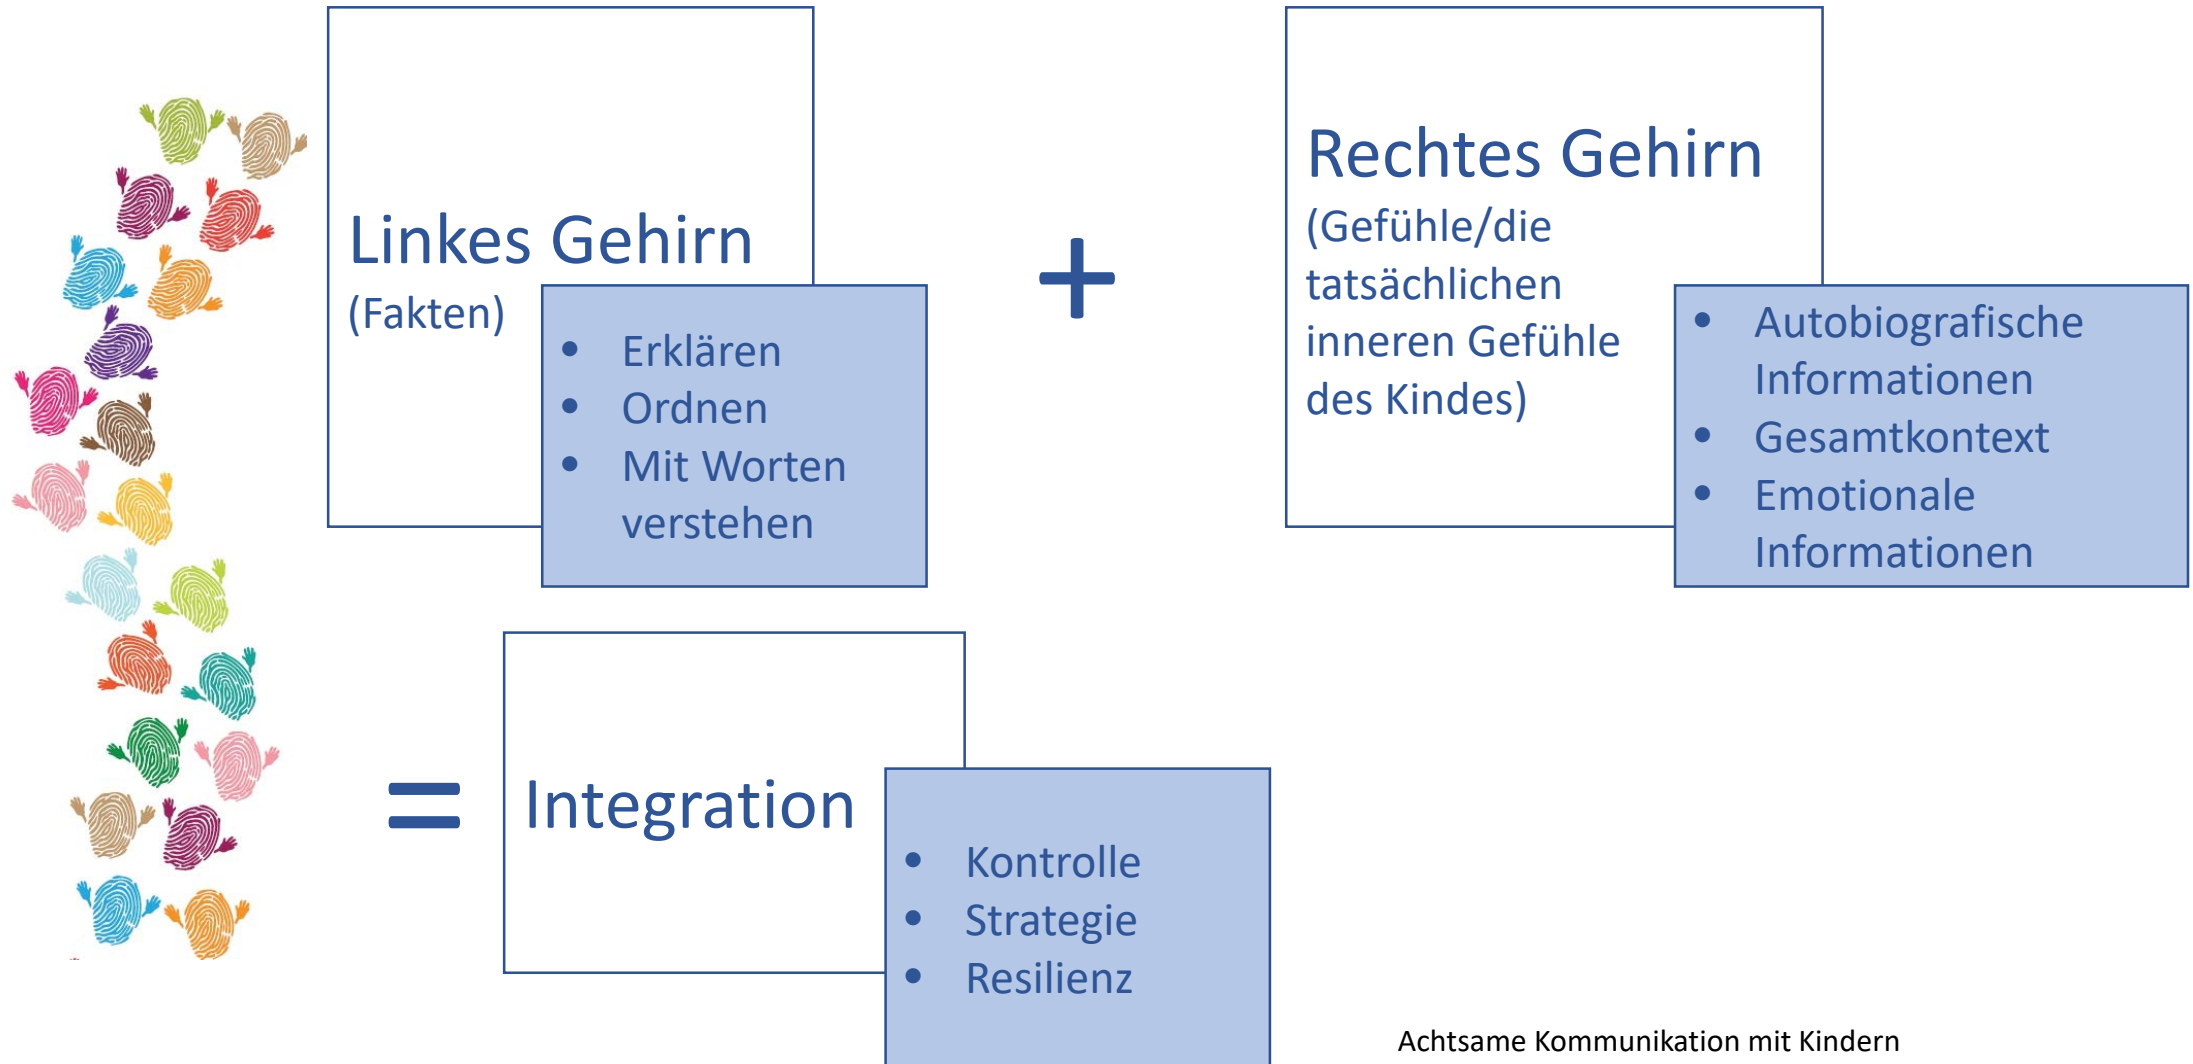 Linkes Gehirn
(Fakten)
• Erklären
• Ordnen
• Mit Worten
verstehen
+
Rechtes Gehirn
(Gefühle/die
tatsächlichen
inneren Gefühle
des Kindes)
• Autobiografische
Informationen
• Gesamtkontext
• Emotionale
Informationen
=
Integration
• Kontrolle
• Strategie
• Resilienz
Achtsame Kommunikation mit Kindern